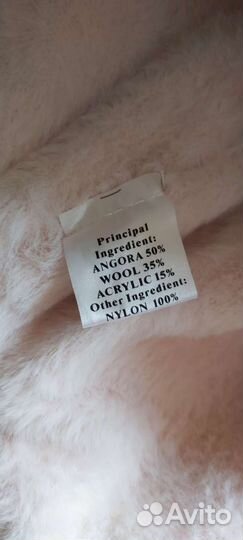 Principal
Ingredient:
ANGORA 50%
WOOL 35%
ACRYLIC 15%
Other Ingredient:
NYLON 100%
Avito